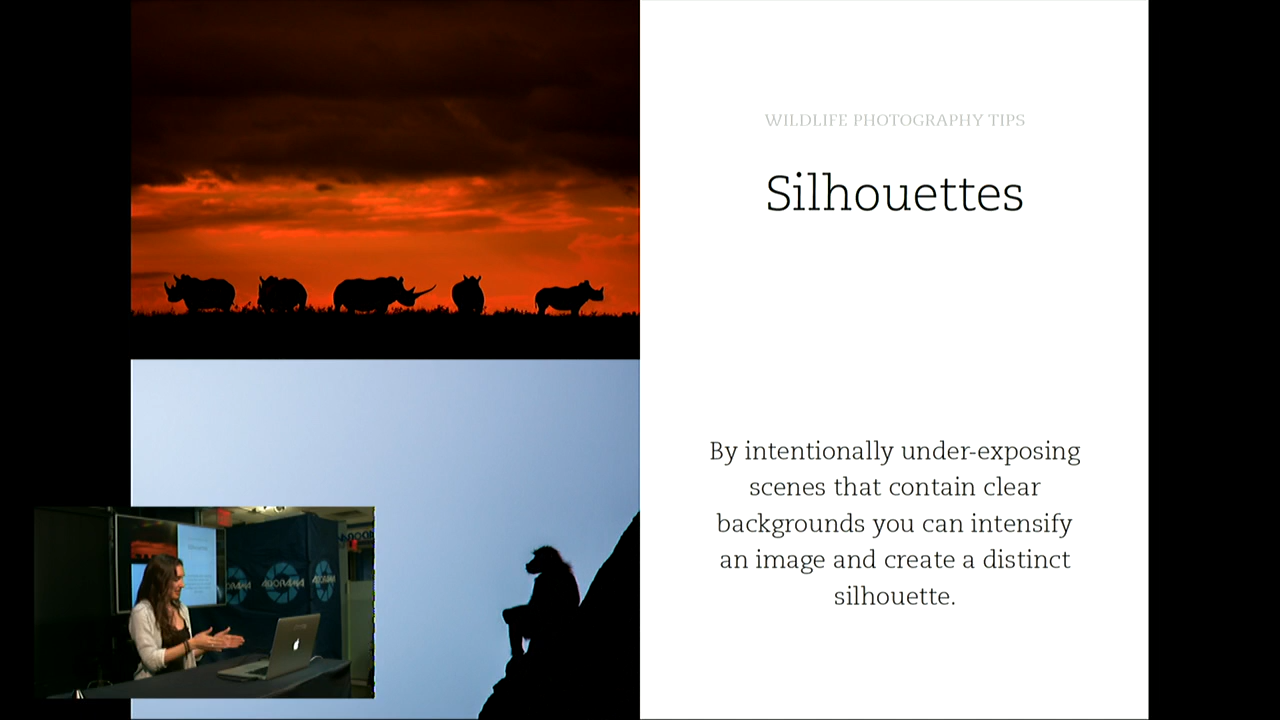 WILDLIFE PHOTOGRAPHY TIPS
Silhouettes
By intentionally under-exposing
scenes that contain clear
backgrounds you can intensify
an image and create a distinct
silhouette.
ADORAMA